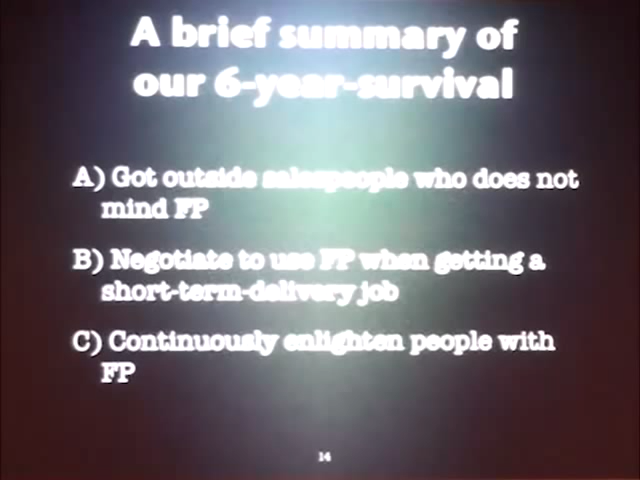 A brief summary of
our 6-year-survival
A) Got outside salespeople who does not
mind FP
B) Negotiate to use FP when getting a
short-term-delivery job
C) Continuously enlighten people with
FP
14